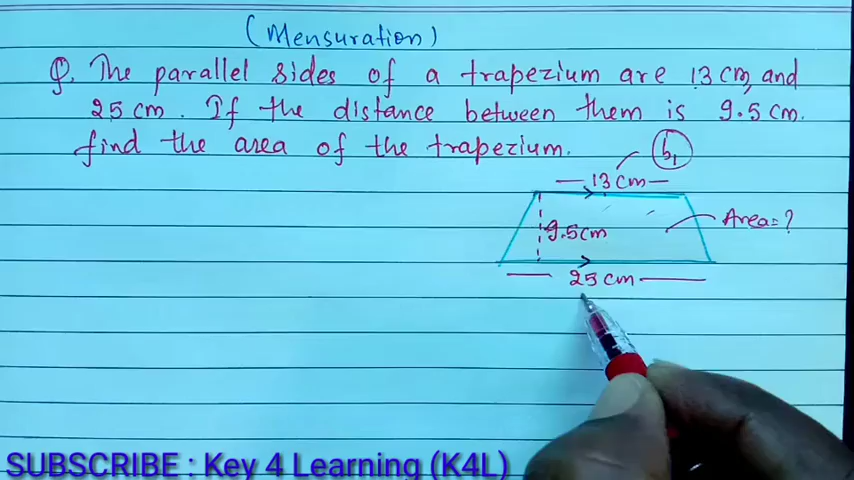 (Mensuration)
Q. The parallel sides of a trapezium are 13 cm, and
25 cm. If the distance between them is 9.5 cm.
find the area of the trapezium.
b₁
13 cm
Area = ?
9.5 cm
25 cm
SUBSCRIBE : Key 4 Learning (K4L)